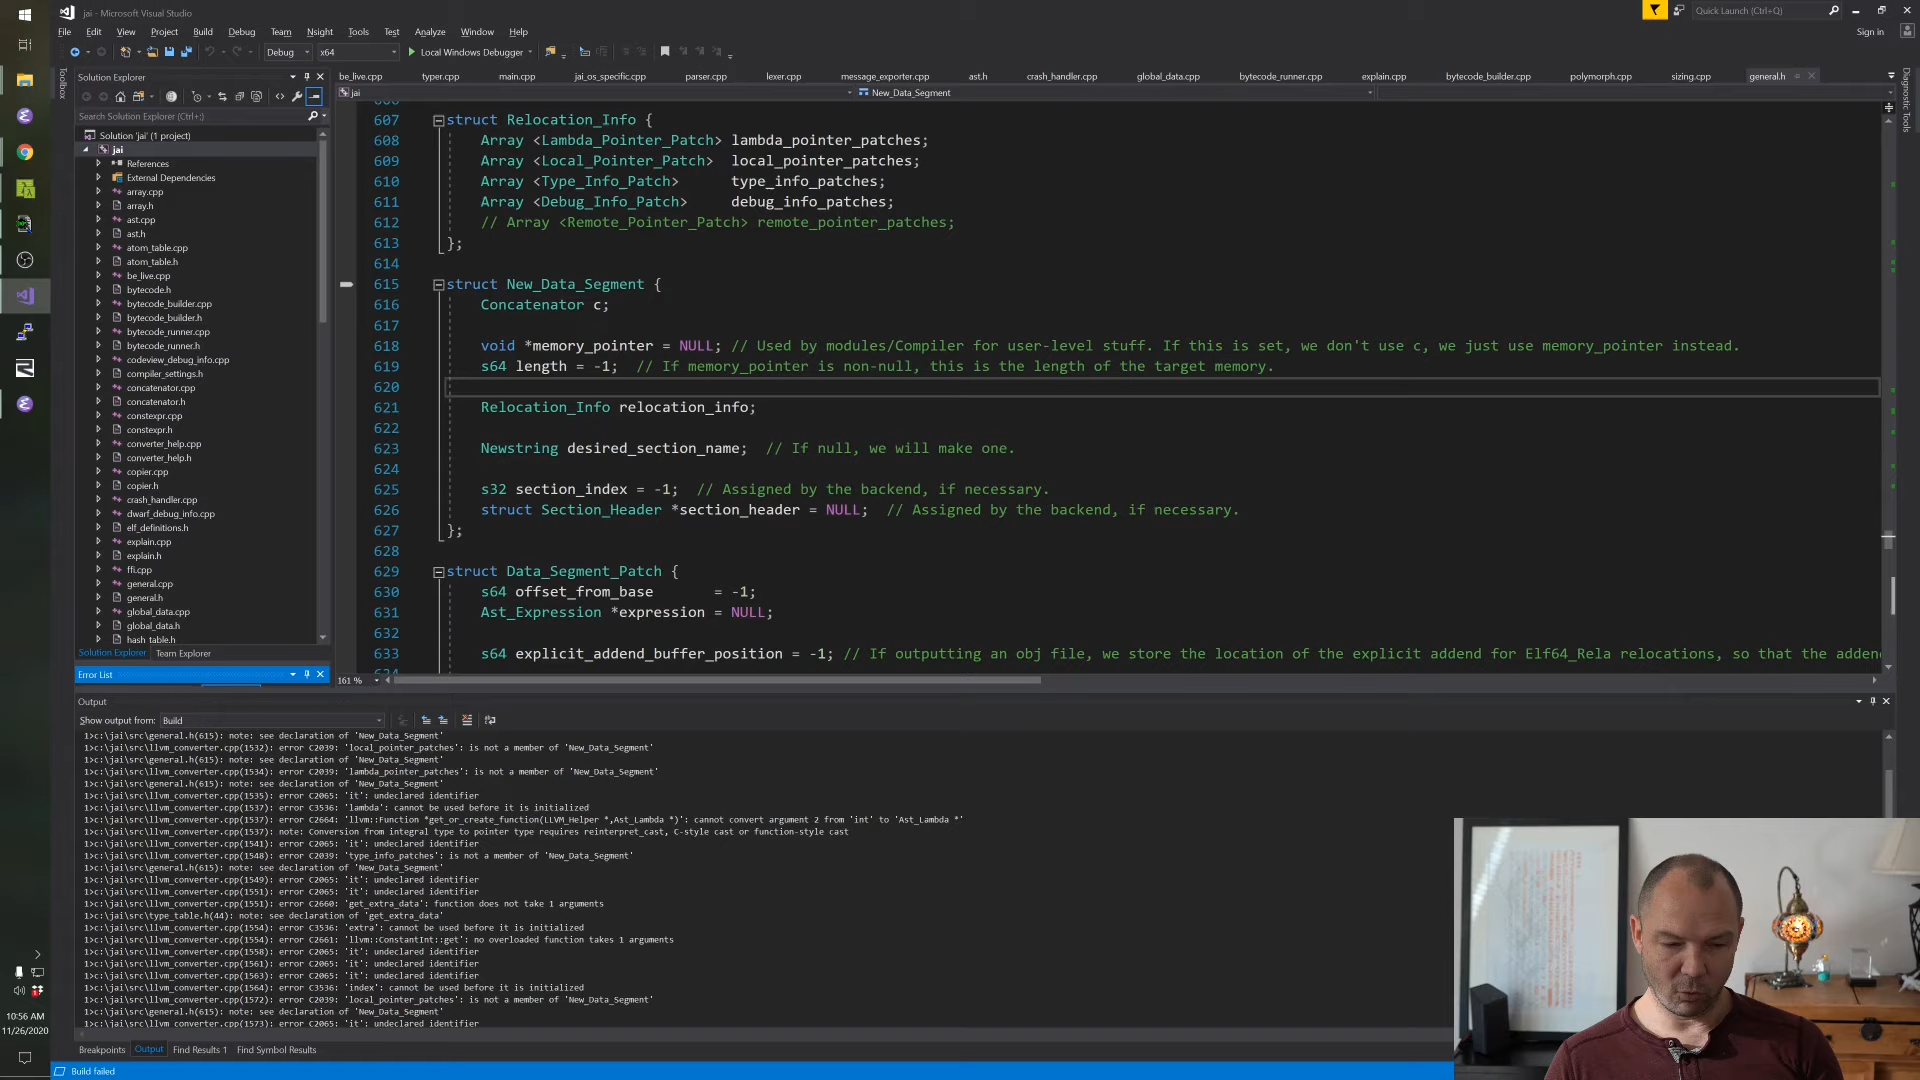 jai - Microsoft Visual Studio
Quick Launch (Ctrl+Q)
File Edit View Project Build Debug Team Nsight Tools Test Analyze Window Help
Sign in
Debug x64 Local Windows Debugger
Toolbox
Diagnostic Tools
Solution Explorer
Search Solution Explorer (Ctrl+;)
Solution 'jai' (1 project)
jai
References
External Dependencies
array.cpp
array.h
ast.cpp
ast.h
atom_table.cpp
atom_table.h
be_live.cpp
bytecode.h
bytecode_builder.cpp
bytecode_builder.h
bytecode_runner.cpp
bytecode_runner.h
codeview_debug_info.cpp
compiler_settings.h
concatenator.cpp
concatenator.h
constexpr.cpp
constexpr.h
converter_help.cpp
converter_help.h
copier.cpp
copier.h
crash_handler.cpp
dwarf_debug_info.cpp
elf_definitions.h
explain.cpp
explain.h
ffi.cpp
general.cpp
general.h
global_data.cpp
global_data.h
hash_table.h
Solution Explorer Team Explorer
Error List
be_live.cpp typer.cpp main.cpp jai_os_specific.cpp parser.cpp lexer.cpp message_exporter.cpp ast.h crash_handler.cpp global_data.cpp bytecode_runner.cpp explain.cpp bytecode_builder.cpp polymorph.cpp sizing.cpp general.h
jai New_Data_Segment
607 struct Relocation_Info {
608 Array <Lambda_Pointer_Patch> lambda_pointer_patches;
609 Array <Local_Pointer_Patch> local_pointer_patches;
610 Array <Type_Info_Patch> type_info_patches;
611 Array <Debug_Info_Patch> debug_info_patches;
612 // Array <Remote_Pointer_Patch> remote_pointer_patches;
613 };
614
615 struct New_Data_Segment {
616 Concatenator c;
617
618 void *memory_pointer = NULL; // Used by modules/Compiler for user-level stuff. If this is set, we don't use c, we just use memory_pointer instead.
619 s64 length = -1; // If memory_pointer is non-null, this is the length of the target memory.
620
621 Relocation_Info relocation_info;
622
623 Newstring desired_section_name; // If null, we will make one.
624
625 s32 section_index = -1; // Assigned by the backend, if necessary.
626 struct Section_Header *section_header = NULL; // Assigned by the backend, if necessary.
627 };
628
629 struct Data_Segment_Patch {
630 s64 offset_from_base = -1;
631 Ast_Expression *expression = NULL;
632
633 s64 explicit_addend_buffer_position = -1; // If outputting an obj file, we store the location of the explicit addend for Elf64_Rela relocations, so that the adden
161 %
Output
Show output from: Build
1>c:\jai\src\general.h(615): note: see declaration of 'New_Data_Segment'
1>c:\jai\src\llvm_converter.cpp(1532): error C2039: 'local_pointer_patches': is not a member of 'New_Data_Segment'
1>c:\jai\src\general.h(615): note: see declaration of 'New_Data_Segment'
1>c:\jai\src\llvm_converter.cpp(1534): error C2039: 'lambda_pointer_patches': is not a member of 'New_Data_Segment'
1>c:\jai\src\general.h(615): note: see declaration of 'New_Data_Segment'
1>c:\jai\src\llvm_converter.cpp(1535): error C2065: 'it': undeclared identifier
1>c:\jai\src\llvm_converter.cpp(1537): error C3536: 'lambda': cannot be used before it is initialized
1>c:\jai\src\llvm_converter.cpp(1537): error C2664: 'llvm::Function *get_or_create_function(LLVM_Helper *,Ast_Lambda *)': cannot convert argument 2 from 'int' to 'Ast_Lambda *'
1>c:\jai\src\llvm_converter.cpp(1537): note: Conversion from integral type to pointer type requires reinterpret_cast, C-style cast or function-style cast
1>c:\jai\src\llvm_converter.cpp(1541): error C2065: 'it': undeclared identifier
1>c:\jai\src\llvm_converter.cpp(1548): error C2039: 'type_info_patches': is not a member of 'New_Data_Segment'
1>c:\jai\src\general.h(615): note: see declaration of 'New_Data_Segment'
1>c:\jai\src\llvm_converter.cpp(1549): error C2065: 'it': undeclared identifier
1>c:\jai\src\llvm_converter.cpp(1551): error C2065: 'it': undeclared identifier
1>c:\jai\src\llvm_converter.cpp(1551): error C2660: 'get_extra_data': function does not take 1 arguments
1>c:\jai\src\type_table.h(44): note: see declaration of 'get_extra_data'
1>c:\jai\src\llvm_converter.cpp(1554): error C3536: 'extra': cannot be used before it is initialized
1>c:\jai\src\llvm_converter.cpp(1554): error C2661: 'llvm::ConstantInt::get': no overloaded function takes 1 arguments
1>c:\jai\src\llvm_converter.cpp(1558): error C2065: 'it': undeclared identifier
1>c:\jai\src\llvm_converter.cpp(1561): error C2065: 'it': undeclared identifier
1>c:\jai\src\llvm_converter.cpp(1563): error C2065: 'it': undeclared identifier
1>c:\jai\src\llvm_converter.cpp(1564): error C3536: 'index': cannot be used before it is initialized
1>c:\jai\src\llvm_converter.cpp(1572): error C2039: 'local_pointer_patches': is not a member of 'New_Data_Segment'
1>c:\jai\src\general.h(615): note: see declaration of 'New_Data_Segment'
1>c:\jai\src\llvm_converter.cpp(1573): error C2065: 'it': undeclared identifier
Breakpoints Output Find Results 1 Find Symbol Results
Build failed
10:56 AM
11/26/2020